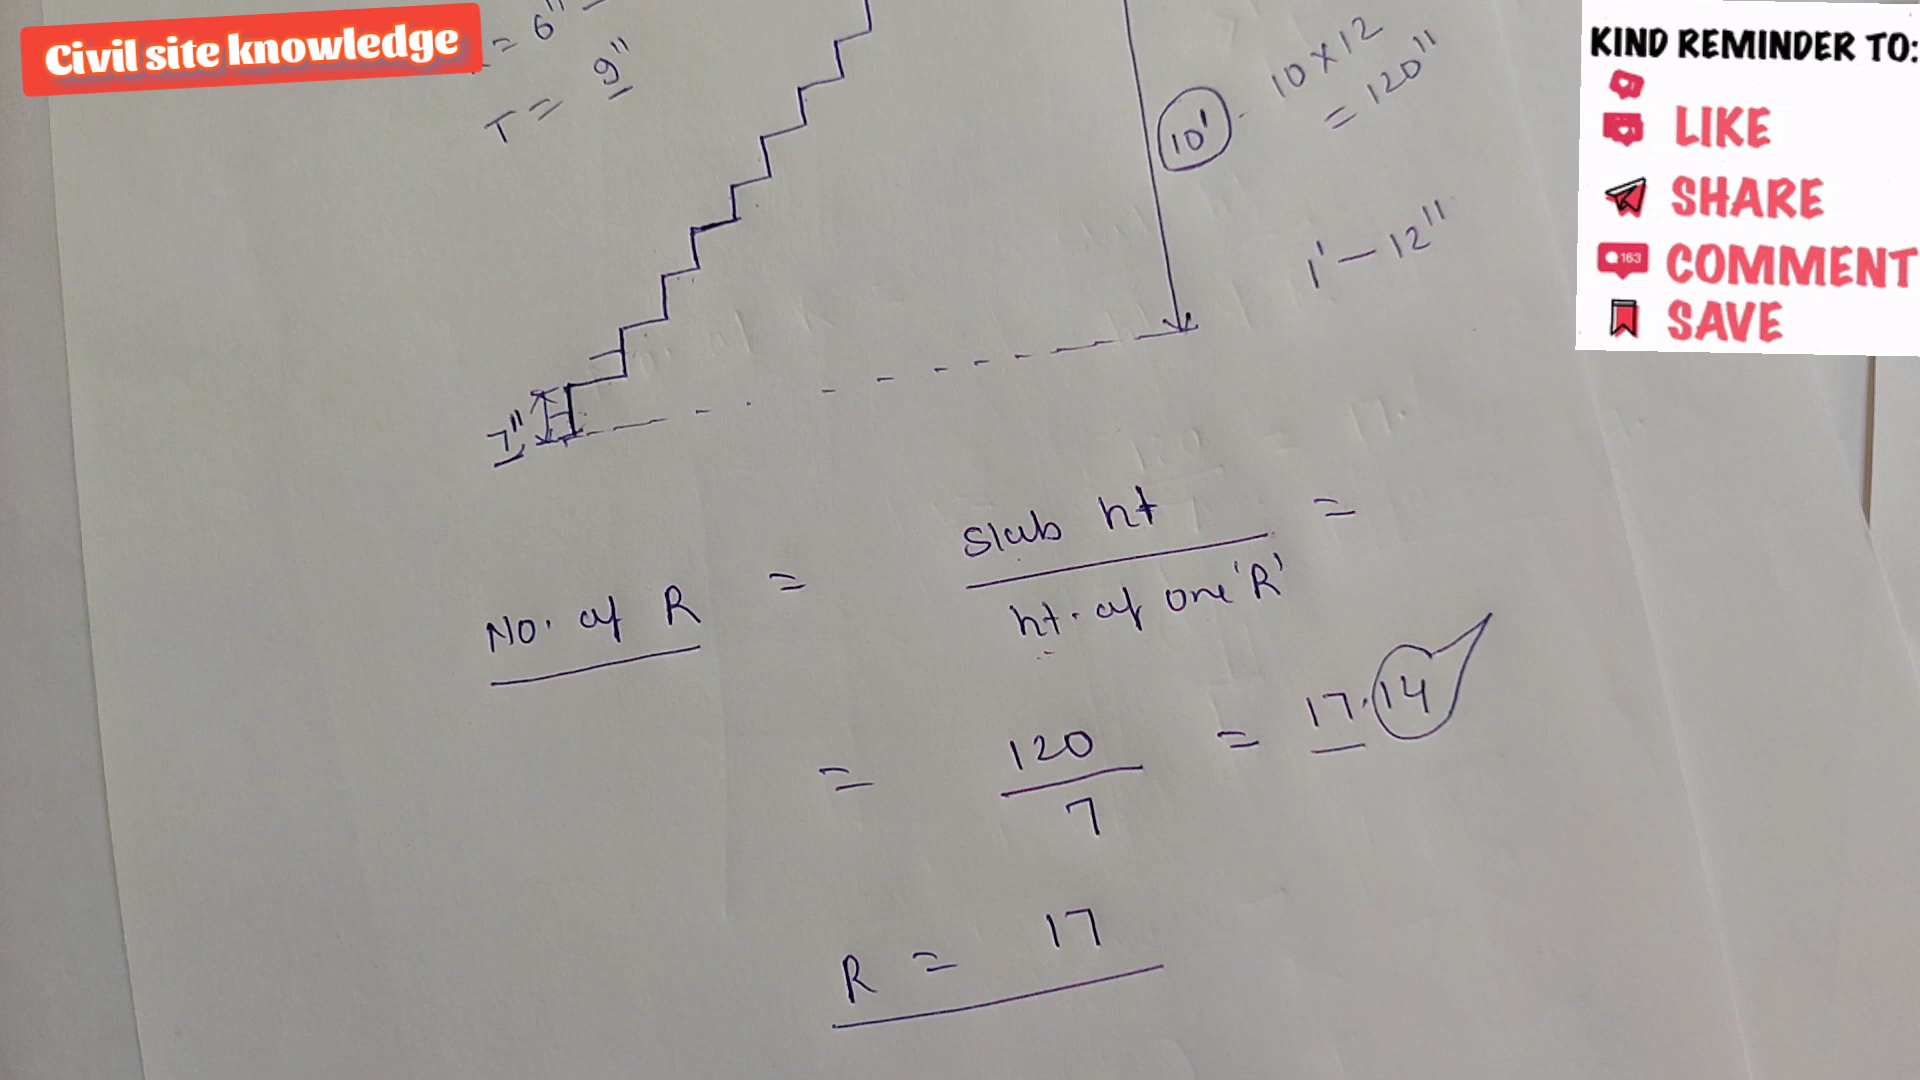 Civil site knowledge
= 6"
T = 9"
10'
10 x 12
= 120"
1' - 12"
7"
No. of R = Slab ht =
ht. of one 'R'
= 120 = 17.14
7
R = 17
KIND REMINDER TO:
LIKE
SHARE
163
COMMENT
SAVE